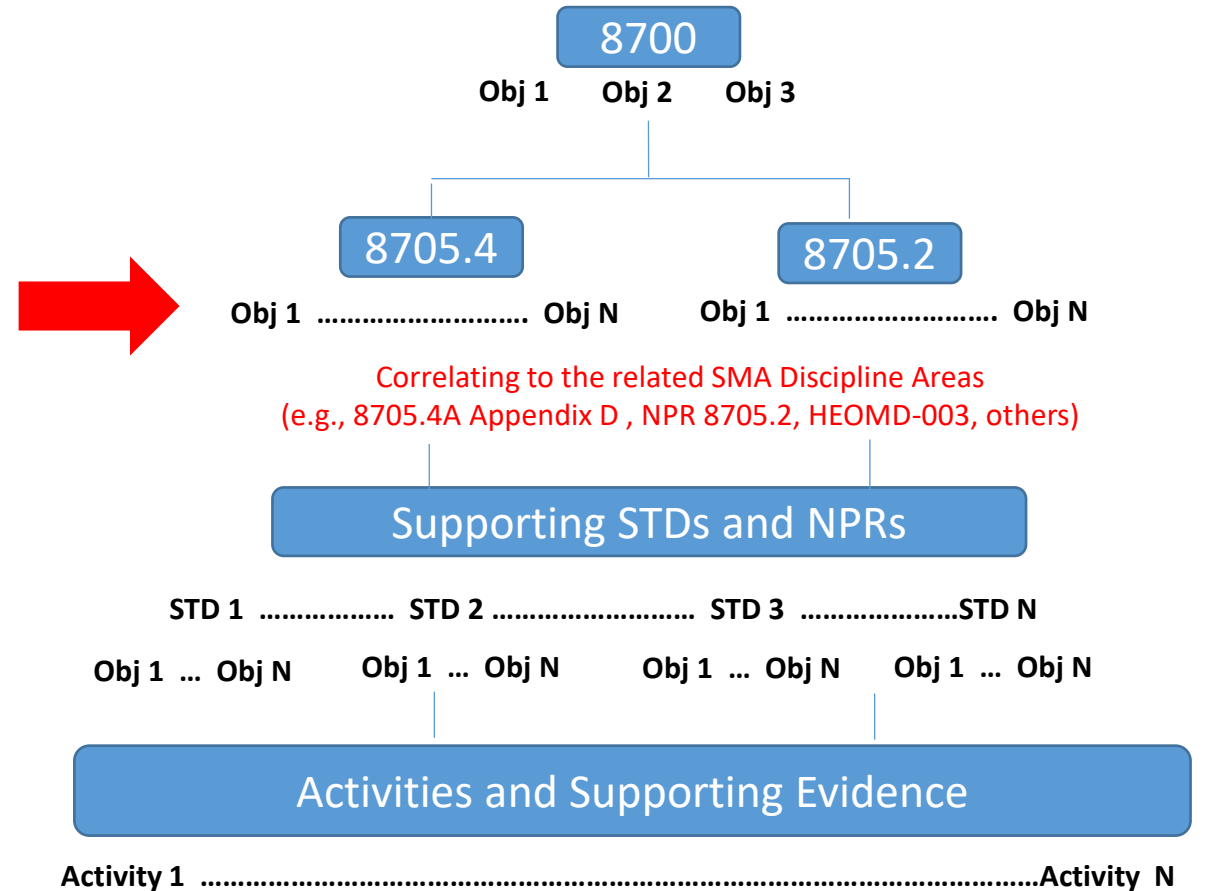 8700
Obj 1 Obj 2 Obj 3
8705.4 8705.2
Obj 1 ………………………. Obj N Obj 1 ………………………. Obj N
Correlating to the related SMA Discipline Areas
(e.g., 8705.4A Appendix D , NPR 8705.2, HEOMD-003, others)
Supporting STDs and NPRs
STD 1 ……………… STD 2 ……………………… STD 3 …………………STD N
Obj 1 … Obj N Obj 1 … Obj N Obj 1 … Obj N Obj 1 … Obj N
Activities and Supporting Evidence
Activity 1 …………………………………………………………………………………Activity N